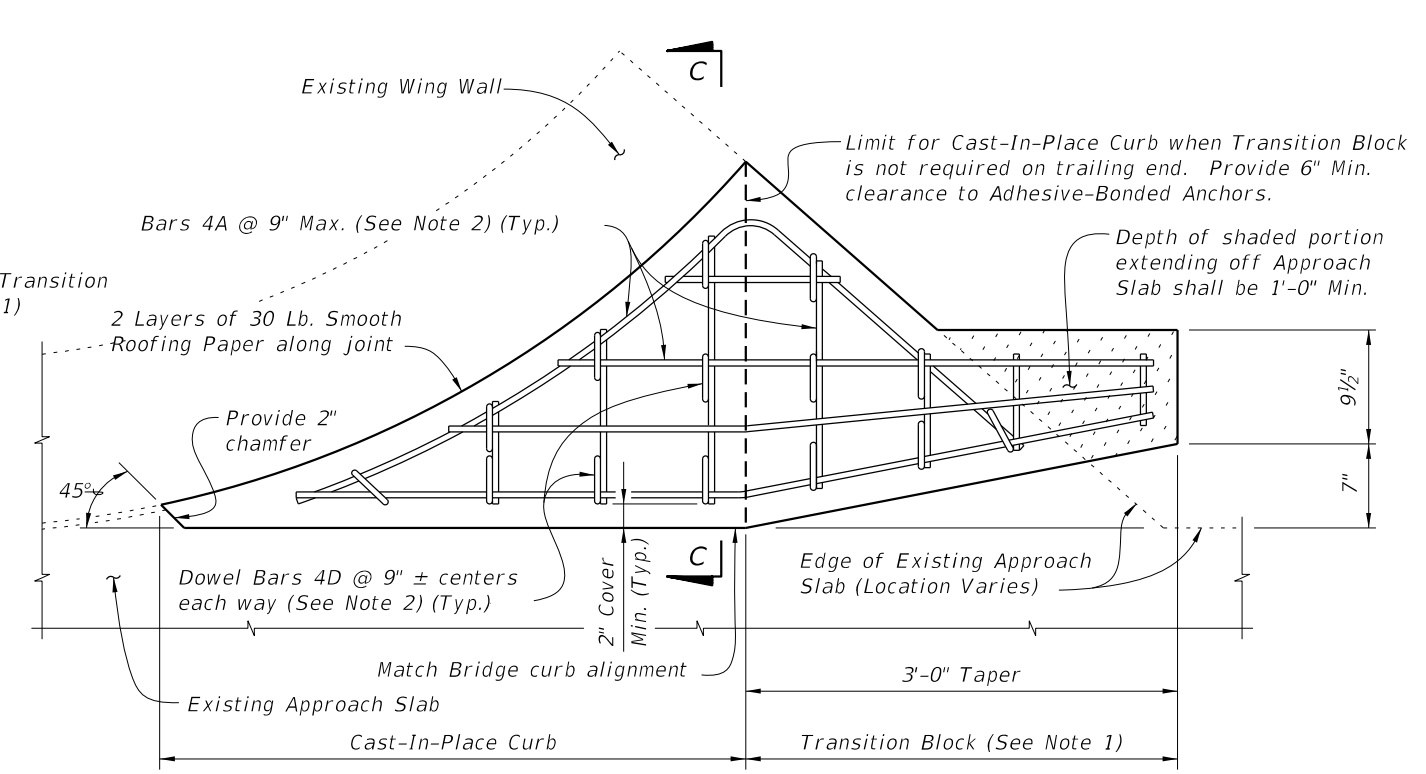 C
Existing Wing Wall
Limit for Cast-In-Place Curb when Transition Block
is not required on trailing end.  Provide 6" Min.
clearance to Adhesive-Bonded Anchors.
Bars 4A @ 9" Max. (See Note 2) (Typ.)
Depth of shaded portion
extending off Approach
Slab shall be 1'-0" Min.
Transition
1)
2 Layers of 30 Lb. Smooth
Roofing Paper along joint
9½"
Provide 2"
chamfer
45°
7"
C
Edge of Existing Approach
Slab (Location Varies)
Dowel Bars 4D @ 9" ± centers
each way (See Note 2) (Typ.)
2" Cover
Min. (Typ.)
Match Bridge curb alignment
3'-0" Taper
Existing Approach Slab
Cast-In-Place Curb
Transition Block (See Note 1)